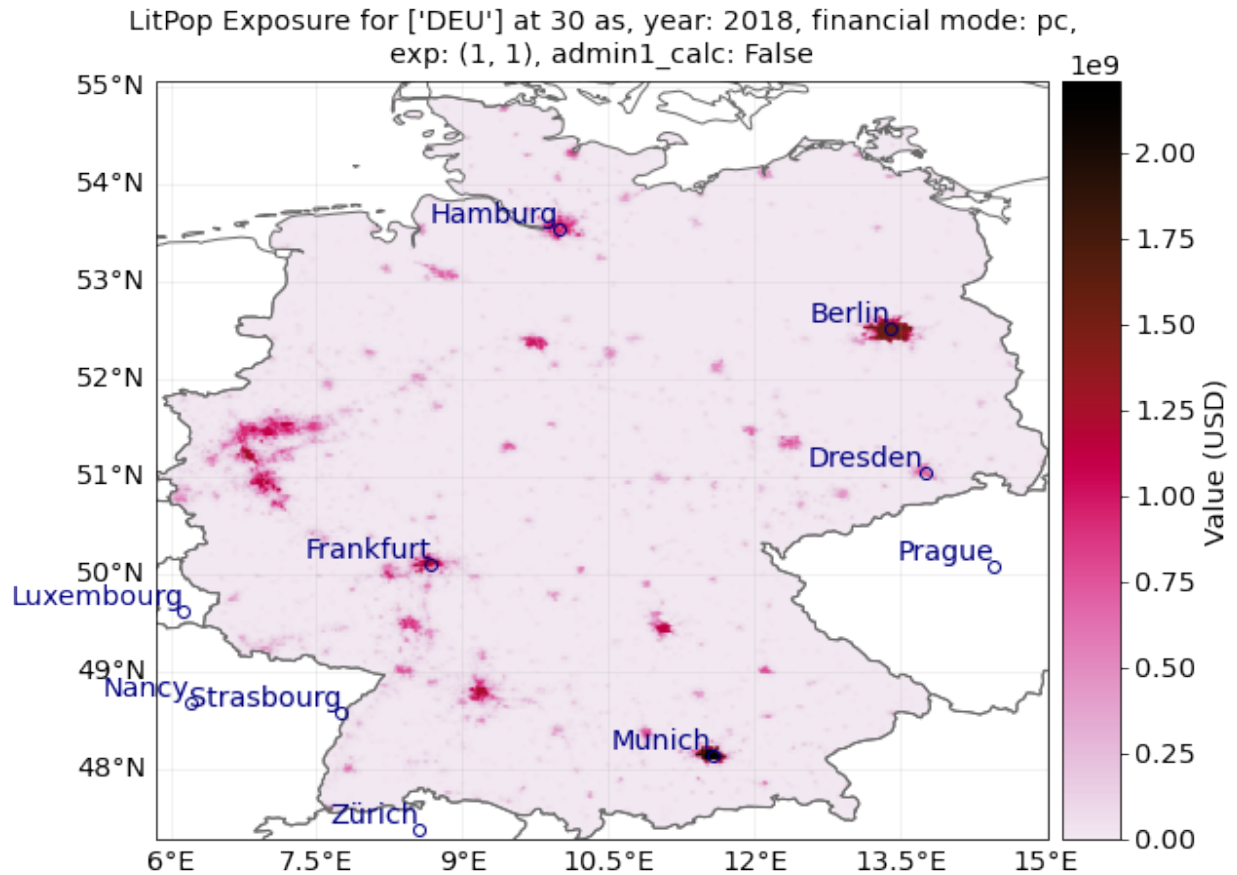 LitPop Exposure for ['DEU'] at 30 as, year: 2018, financial mode: pc,
exp: (1, 1), admin1_calc: False
1e9
55°N
54°N
53°N
52°N
51°N
50°N
49°N
48°N
Hamburg
Berlin
Dresden
Frankfurt
Prague
Luxembourg
Nancy
Strasbourg
Munich
Zürich
6°E
7.5°E
9°E
10.5°E
12°E
13.5°E
15°E
2.00
1.75
1.50
1.25
1.00
0.75
0.50
0.25
0.00
Value (USD)